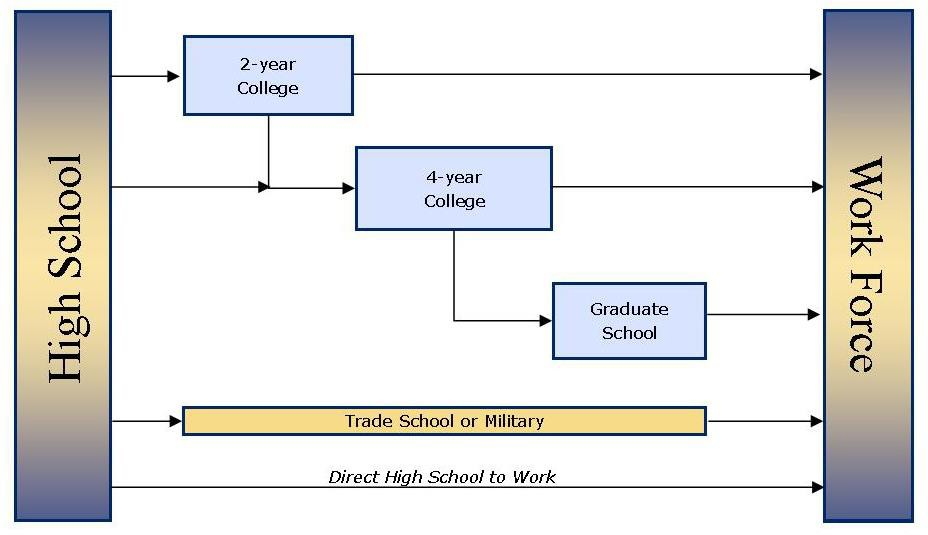 High School
2-year
College
4-year
College
Graduate
School
Trade School or Military
Direct High School to Work
Work Force